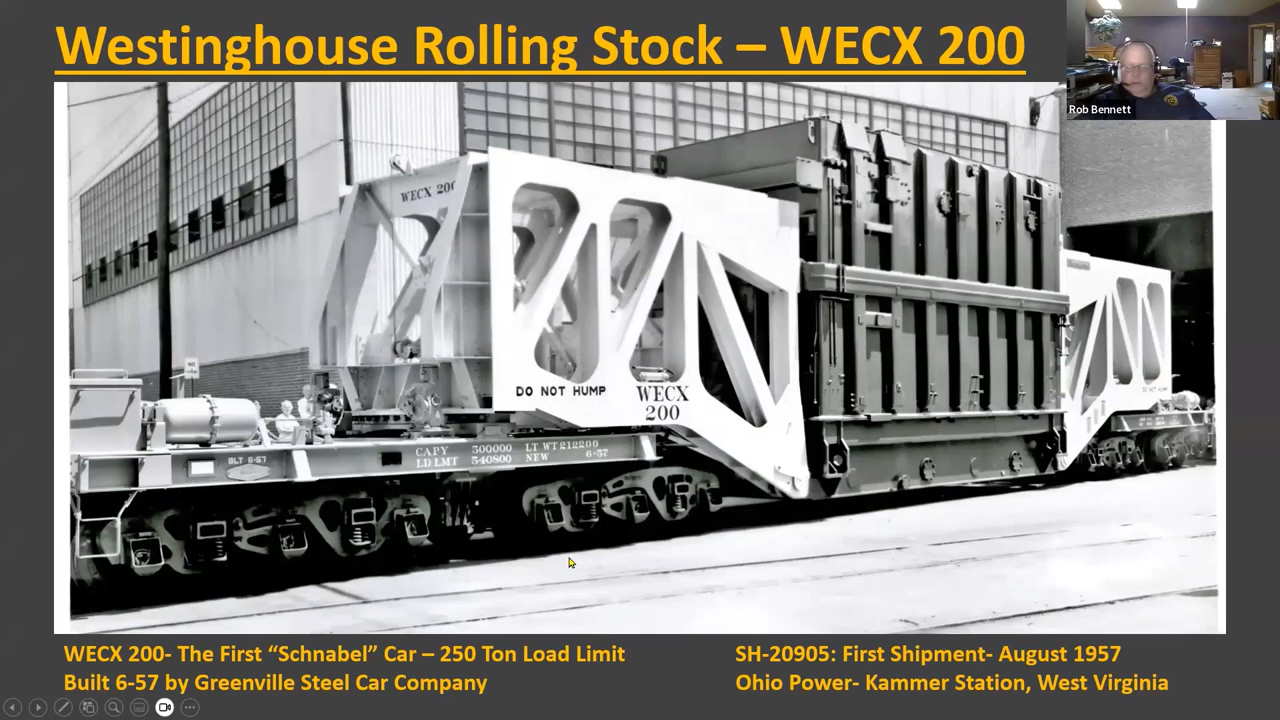 Westinghouse Rolling Stock – WECX 200
Rob Bennett
WECX 200
DO NOT HUMP
WECX
200
DO NOT HUMP
CAPY 500000 LT WT 212200
LD LMT 540800 NEW 6-57
BLT 6-57
WECX 200- The First “Schnabel” Car – 250 Ton Load Limit
Built 6-57 by Greenville Steel Car Company
SH-20905: First Shipment- August 1957
Ohio Power- Kammer Station, West Virginia